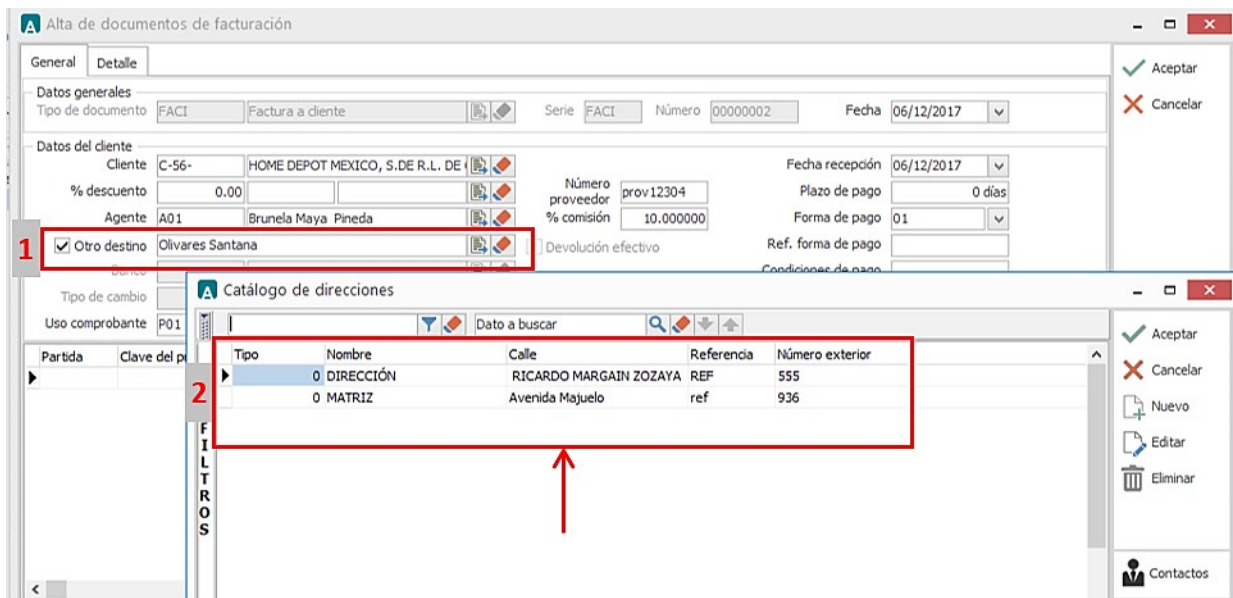 Alta de documentos de facturación
General Detalle
Aceptar
Cancelar
Datos generales
Tipo de documento FACI Factura a cliente Serie FACI Número 00000002 Fecha 06/12/2017
Datos del cliente
Cliente C-56- HOME DEPOT MEXICO, S.DE R.L. DE Fecha recepción 06/12/2017
% descuento 0.00 Número proveedor prov12304 Plazo de pago 0 días
Agente A01 Brunela Maya Pineda % comisión 10.000000 Forma de pago 01
1 Otro destino Olivares Santana Devolución efectivo Ref. forma de pago
Banco Condiciones de pago
Tipo de cambio
Uso comprobante P01
Partida Clave del
Catálogo de direcciones
Dato a buscar
Aceptar
Cancelar
Nuevo
Editar
Eliminar
Contactos
Tipo Nombre Calle Referencia Número exterior
0 DIRECCIÓN RICARDO MARGAIN ZOZAYA REF 555
2
0 MATRIZ Avenida Majuelo ref 936
FILTROS